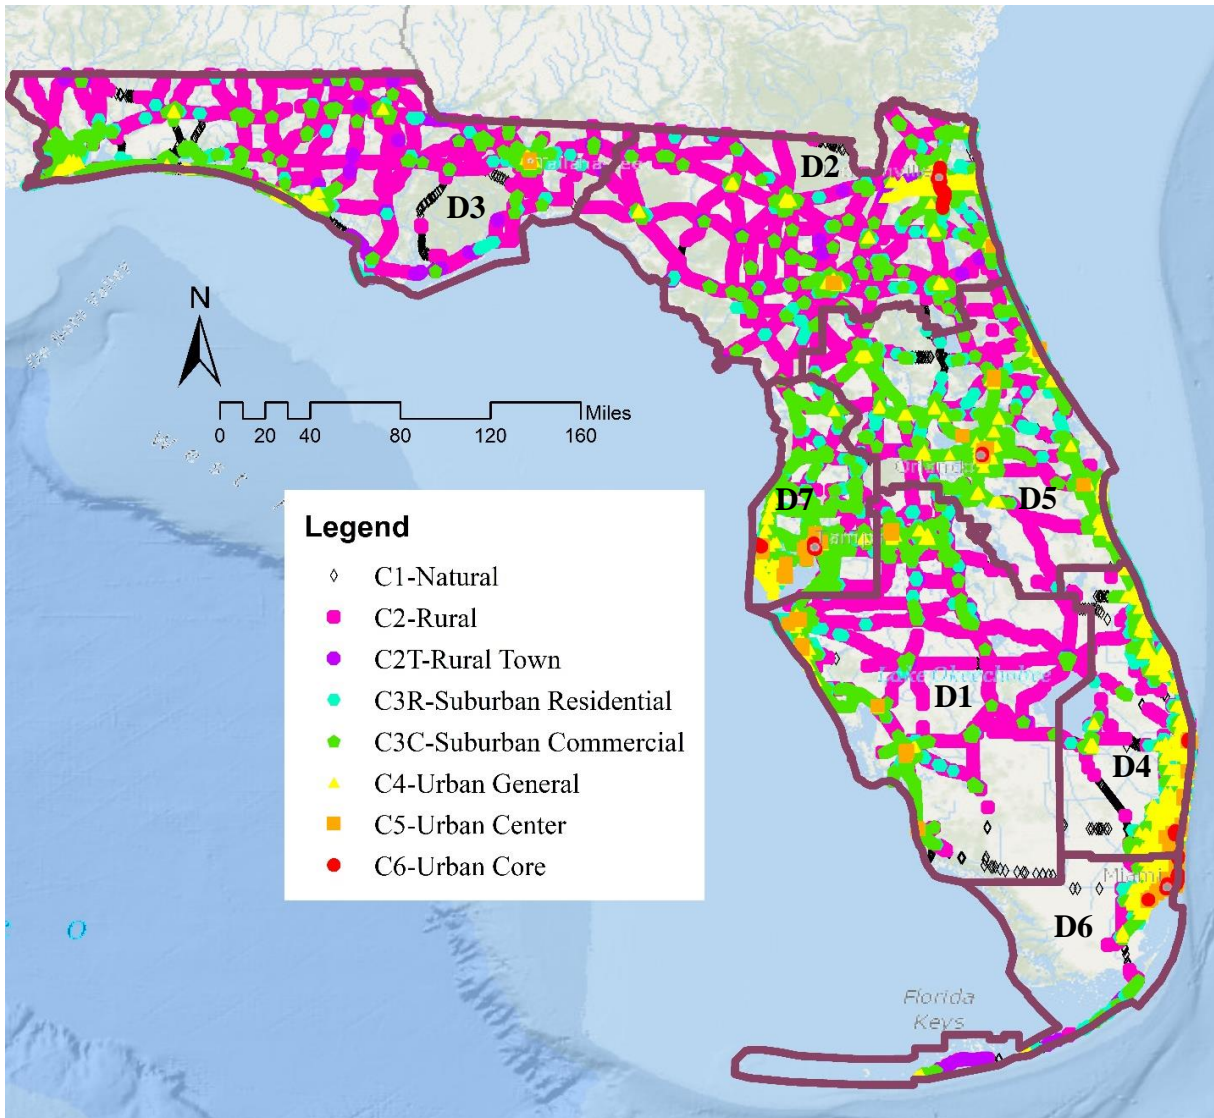 D2
D3
N
Miles
0 20 40 80 120 160
D7
D5
Legend
C1-Natural
C2-Rural
C2T-Rural Town
C3R-Suburban Residential
C3C-Suburban Commercial
C4-Urban General
C5-Urban Center
C6-Urban Core
Lake Okeechobee
D1
D4
Miami
D6
Florida
Keys